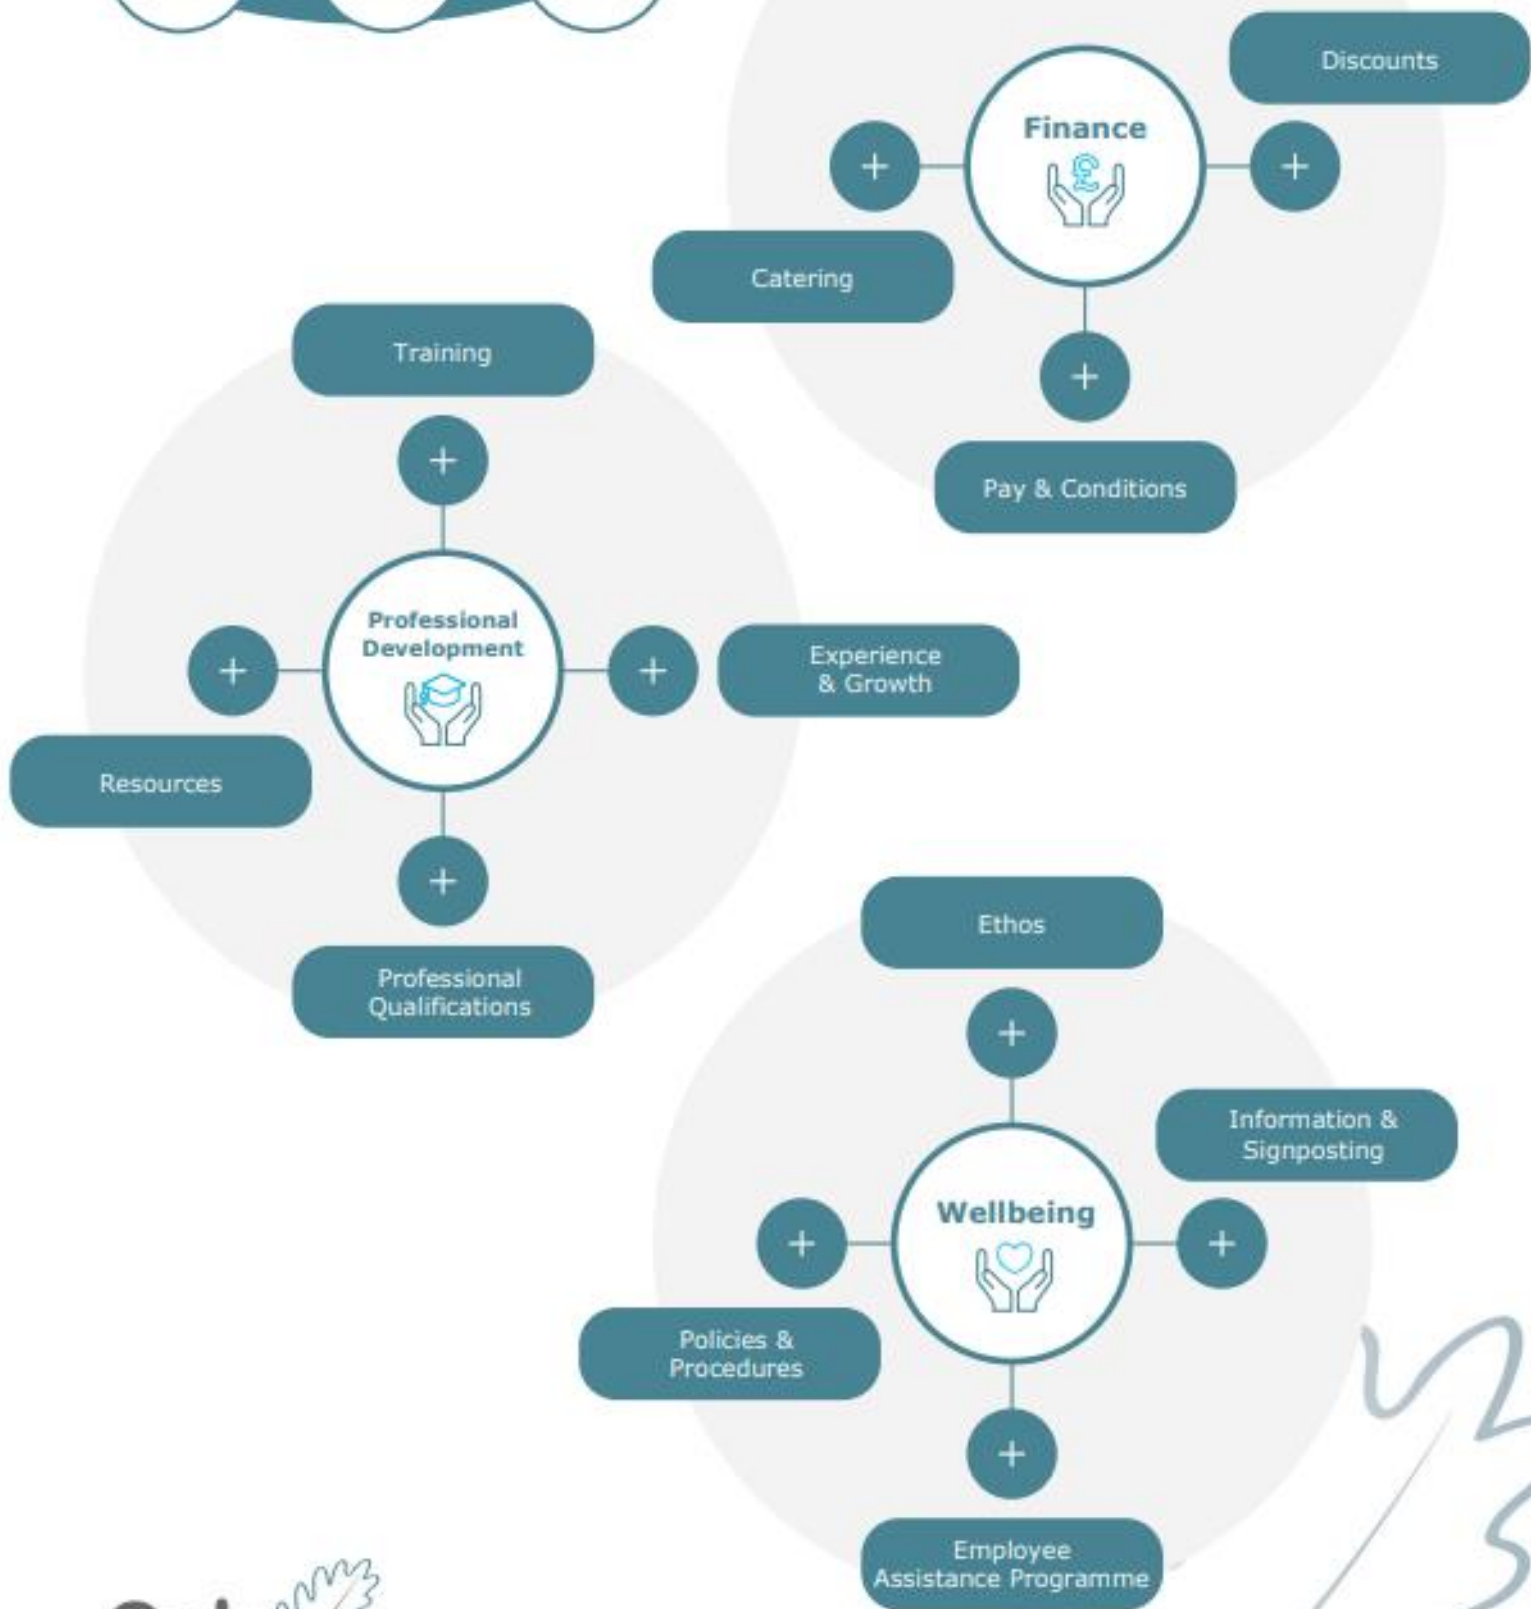 Discounts
Finance
£
+
+
Catering
+
Pay & Conditions
Training
+
Professional
Development
+
+
Experience
& Growth
Resources
+
Professional
Qualifications
Ethos
+
Information &
Signposting
Wellbeing
+
+
Policies &
Procedures
+
Employee
Assistance Programme